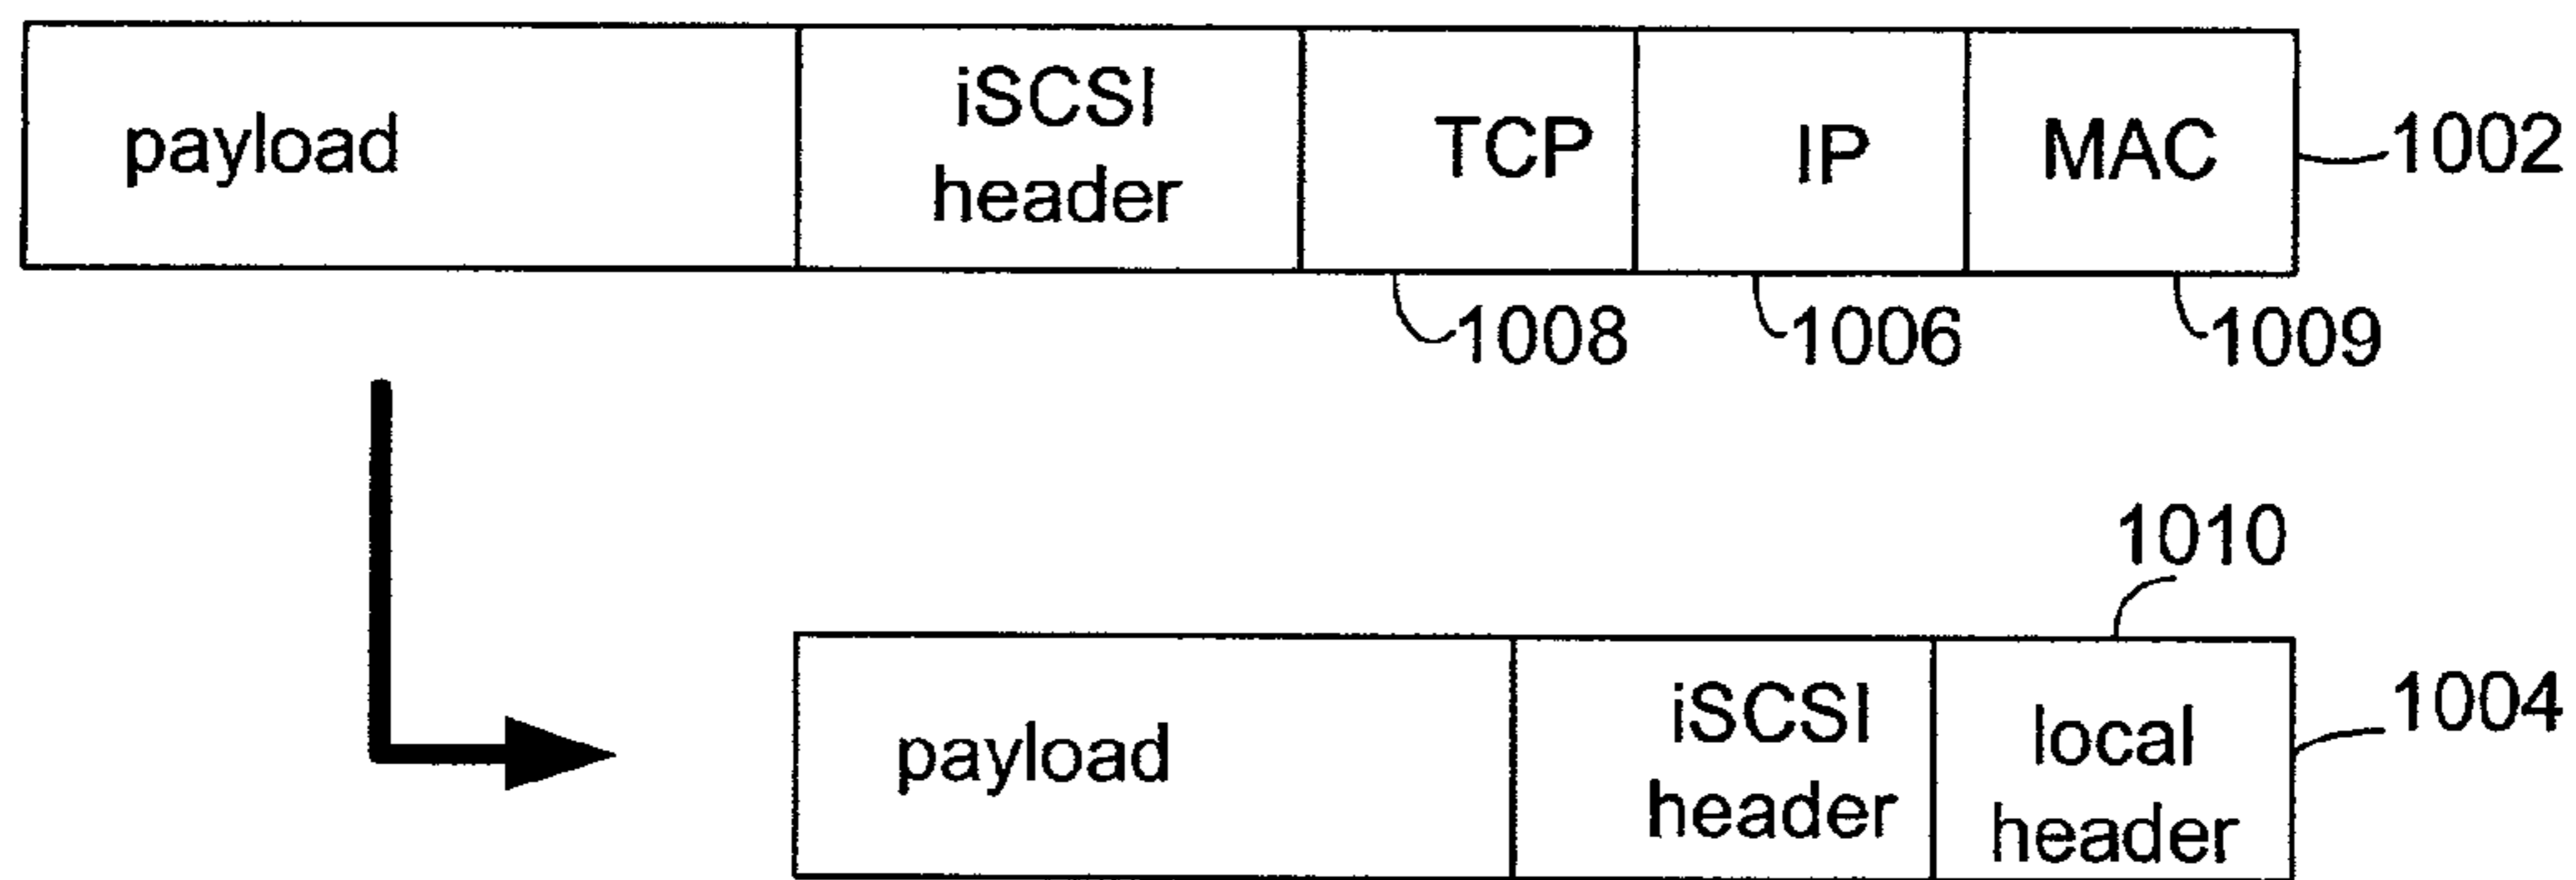 payload
iSCSI
header
TCP
IP
MAC
1002
1008
1006
1009
1010
payload
iSCSI
header
local
header
1004